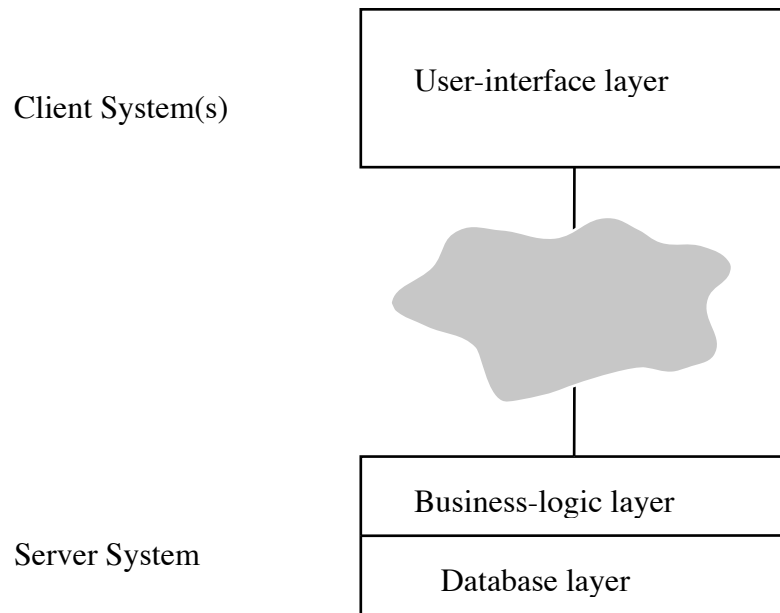 User-interface layer
Client System(s)
Business-logic layer
Server System
Database layer